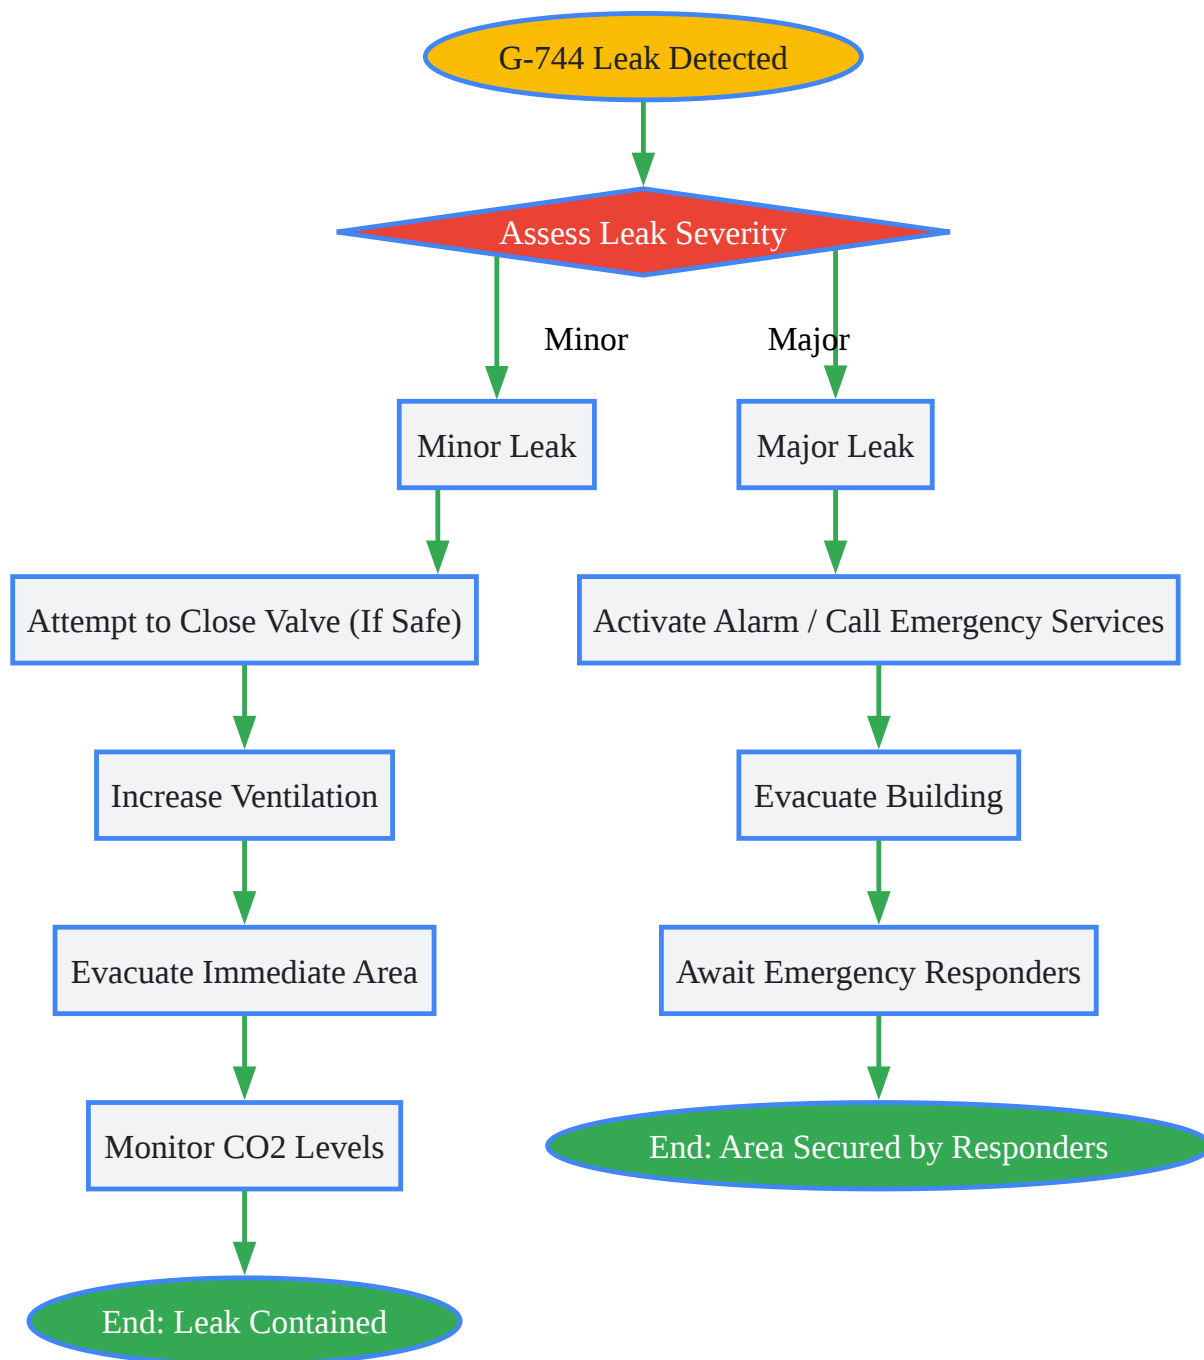 G-744 Leak Detected
Assess Leak Severity
Minor
Major
Minor Leak
Major Leak
Attempt to Close Valve (If Safe)
Activate Alarm / Call Emergency Services
Increase Ventilation
Evacuate Building
Evacuate Immediate Area
Await Emergency Responders
Monitor CO2 Levels
End: Area Secured by Responders
End: Leak Contained